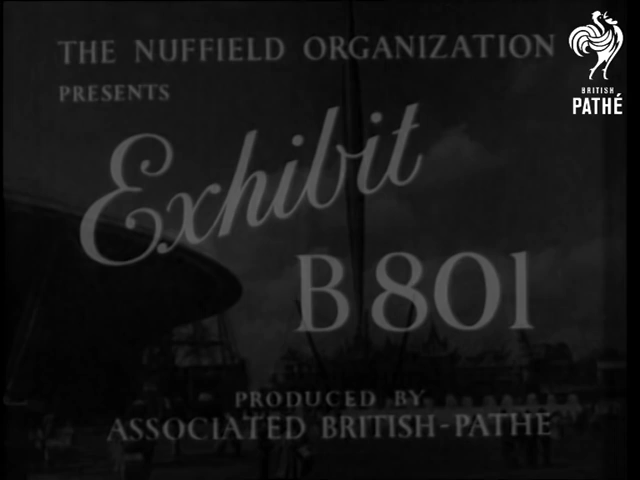 THE NUFFIELD ORGANIZATION
PRESENTS
Exhibit
B801
PRODUCED BY
ASSOCIATED BRITISH-PATHE
BRITISH
PATHÉ